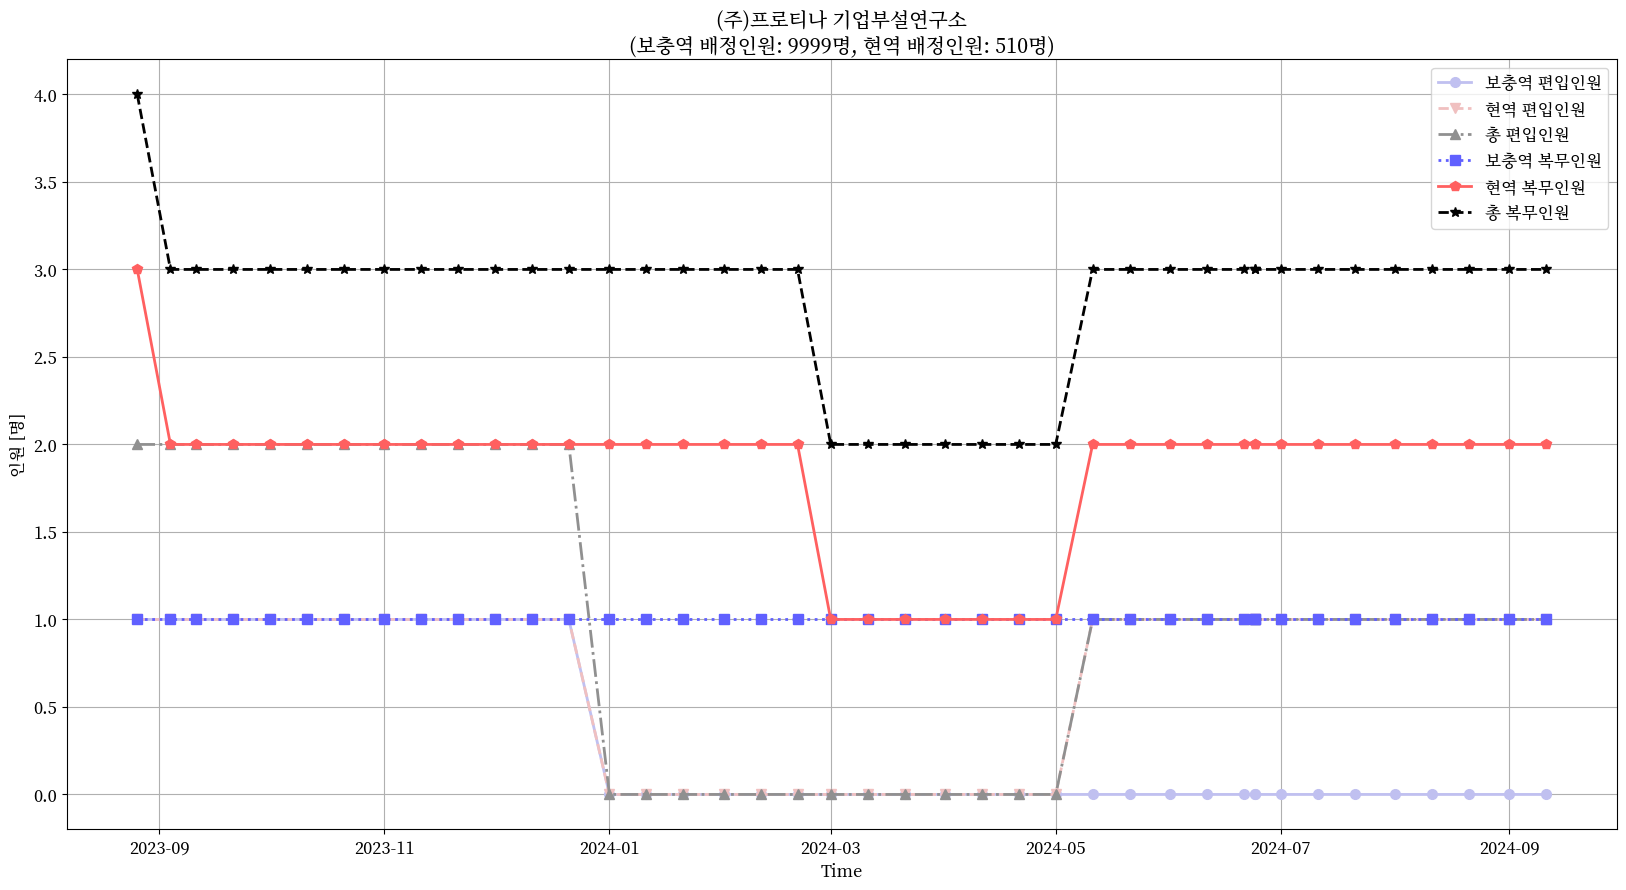 (주)프로티나 기업부설연구소
(보충역 배정인원: 9999명, 현역 배정인원: 510명)
보충역 편입인원
현역 편입인원
총 편입인원
보충역 복무인원
현역 복무인원
총 복무인원
인원 [명]
4.0
3.5
3.0
2.5
2.0
1.5
1.0
0.5
0.0
2023-09
2023-11
2024-01
2024-03
2024-05
2024-07
2024-09
Time